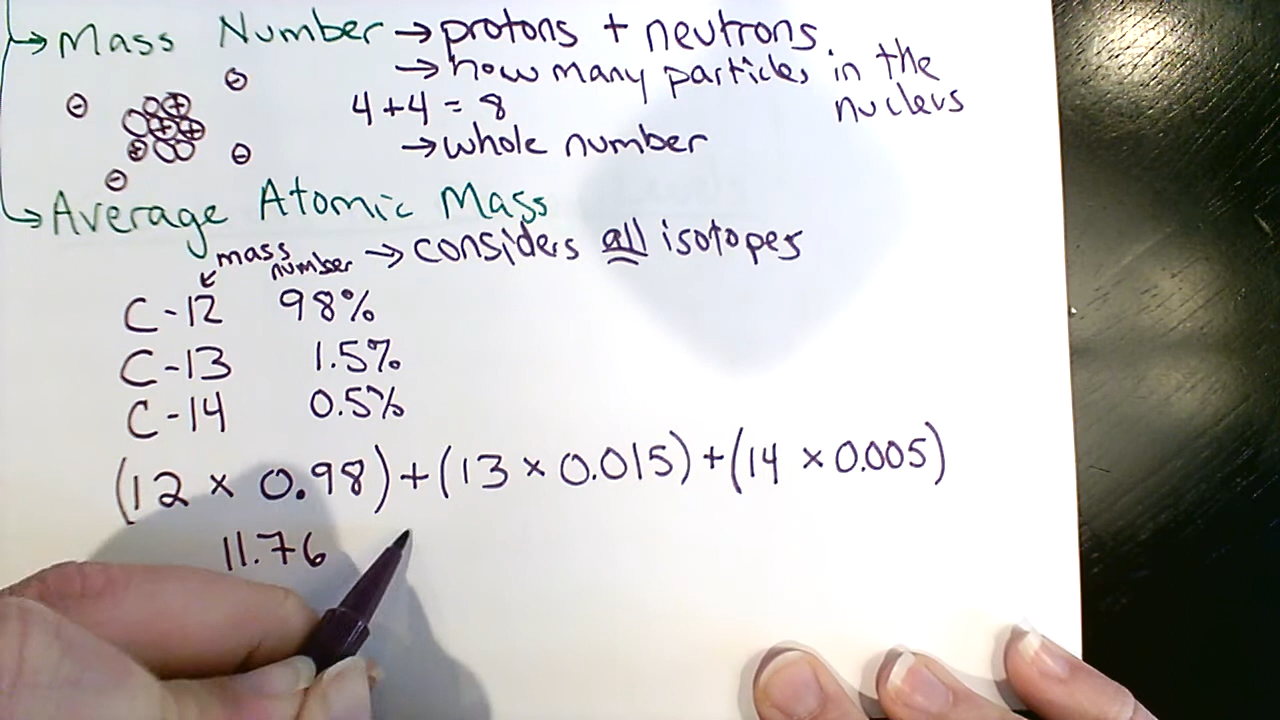 → Mass Number → protons + neutrons.
→ how many particles in the nucleus
4 + 4 = 8
→ whole number
→ Average Atomic Mass
mass number → considers all isotopes
C-12 98%
C-13 1.5%
C-14 0.5%
(12 × 0.98) + (13 × 0.015) + (14 × 0.005)
11.76